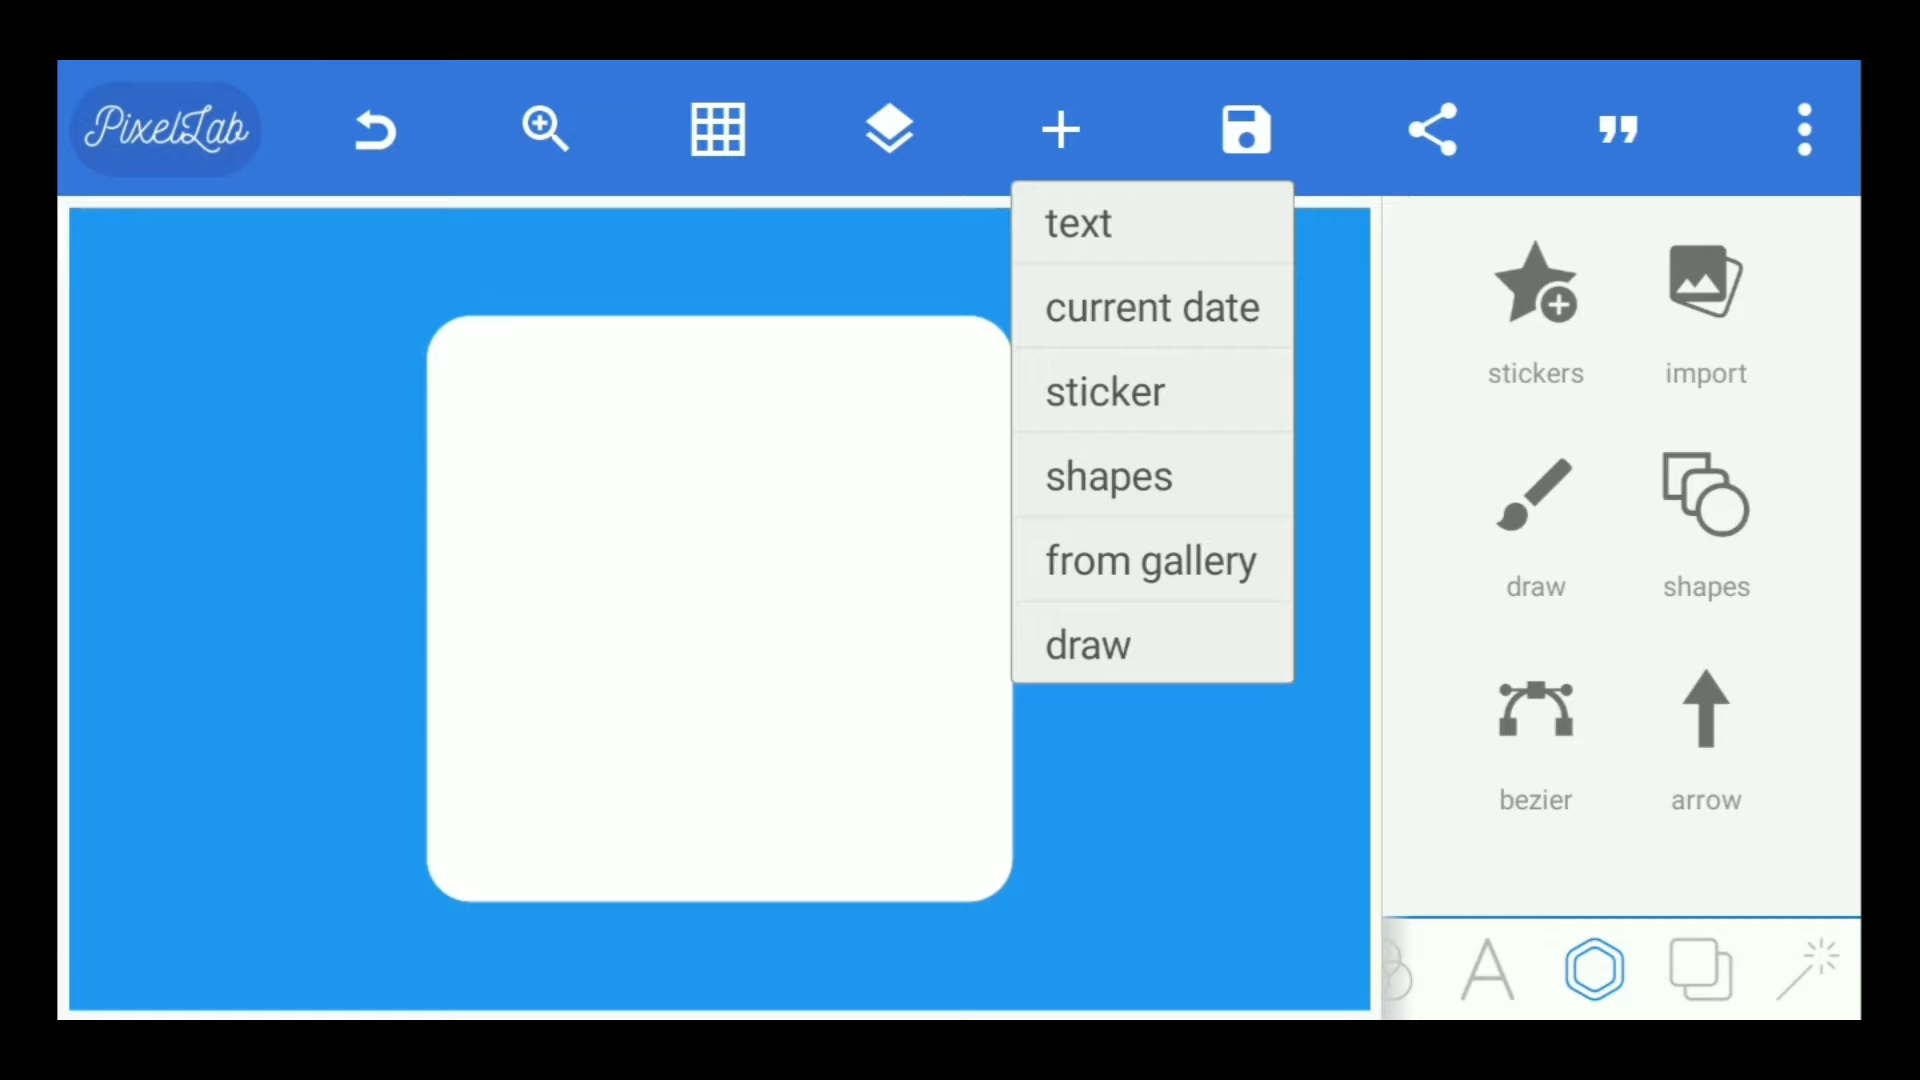 PixelLab
text
current date
sticker
shapes
from gallery
draw
stickers
import
draw
shapes
bezier
arrow